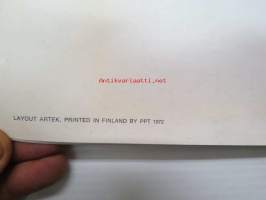 Antikvariaatti.net
LAYOUT ARTEK. PRINTED IN FINLAND BY PPT 1972